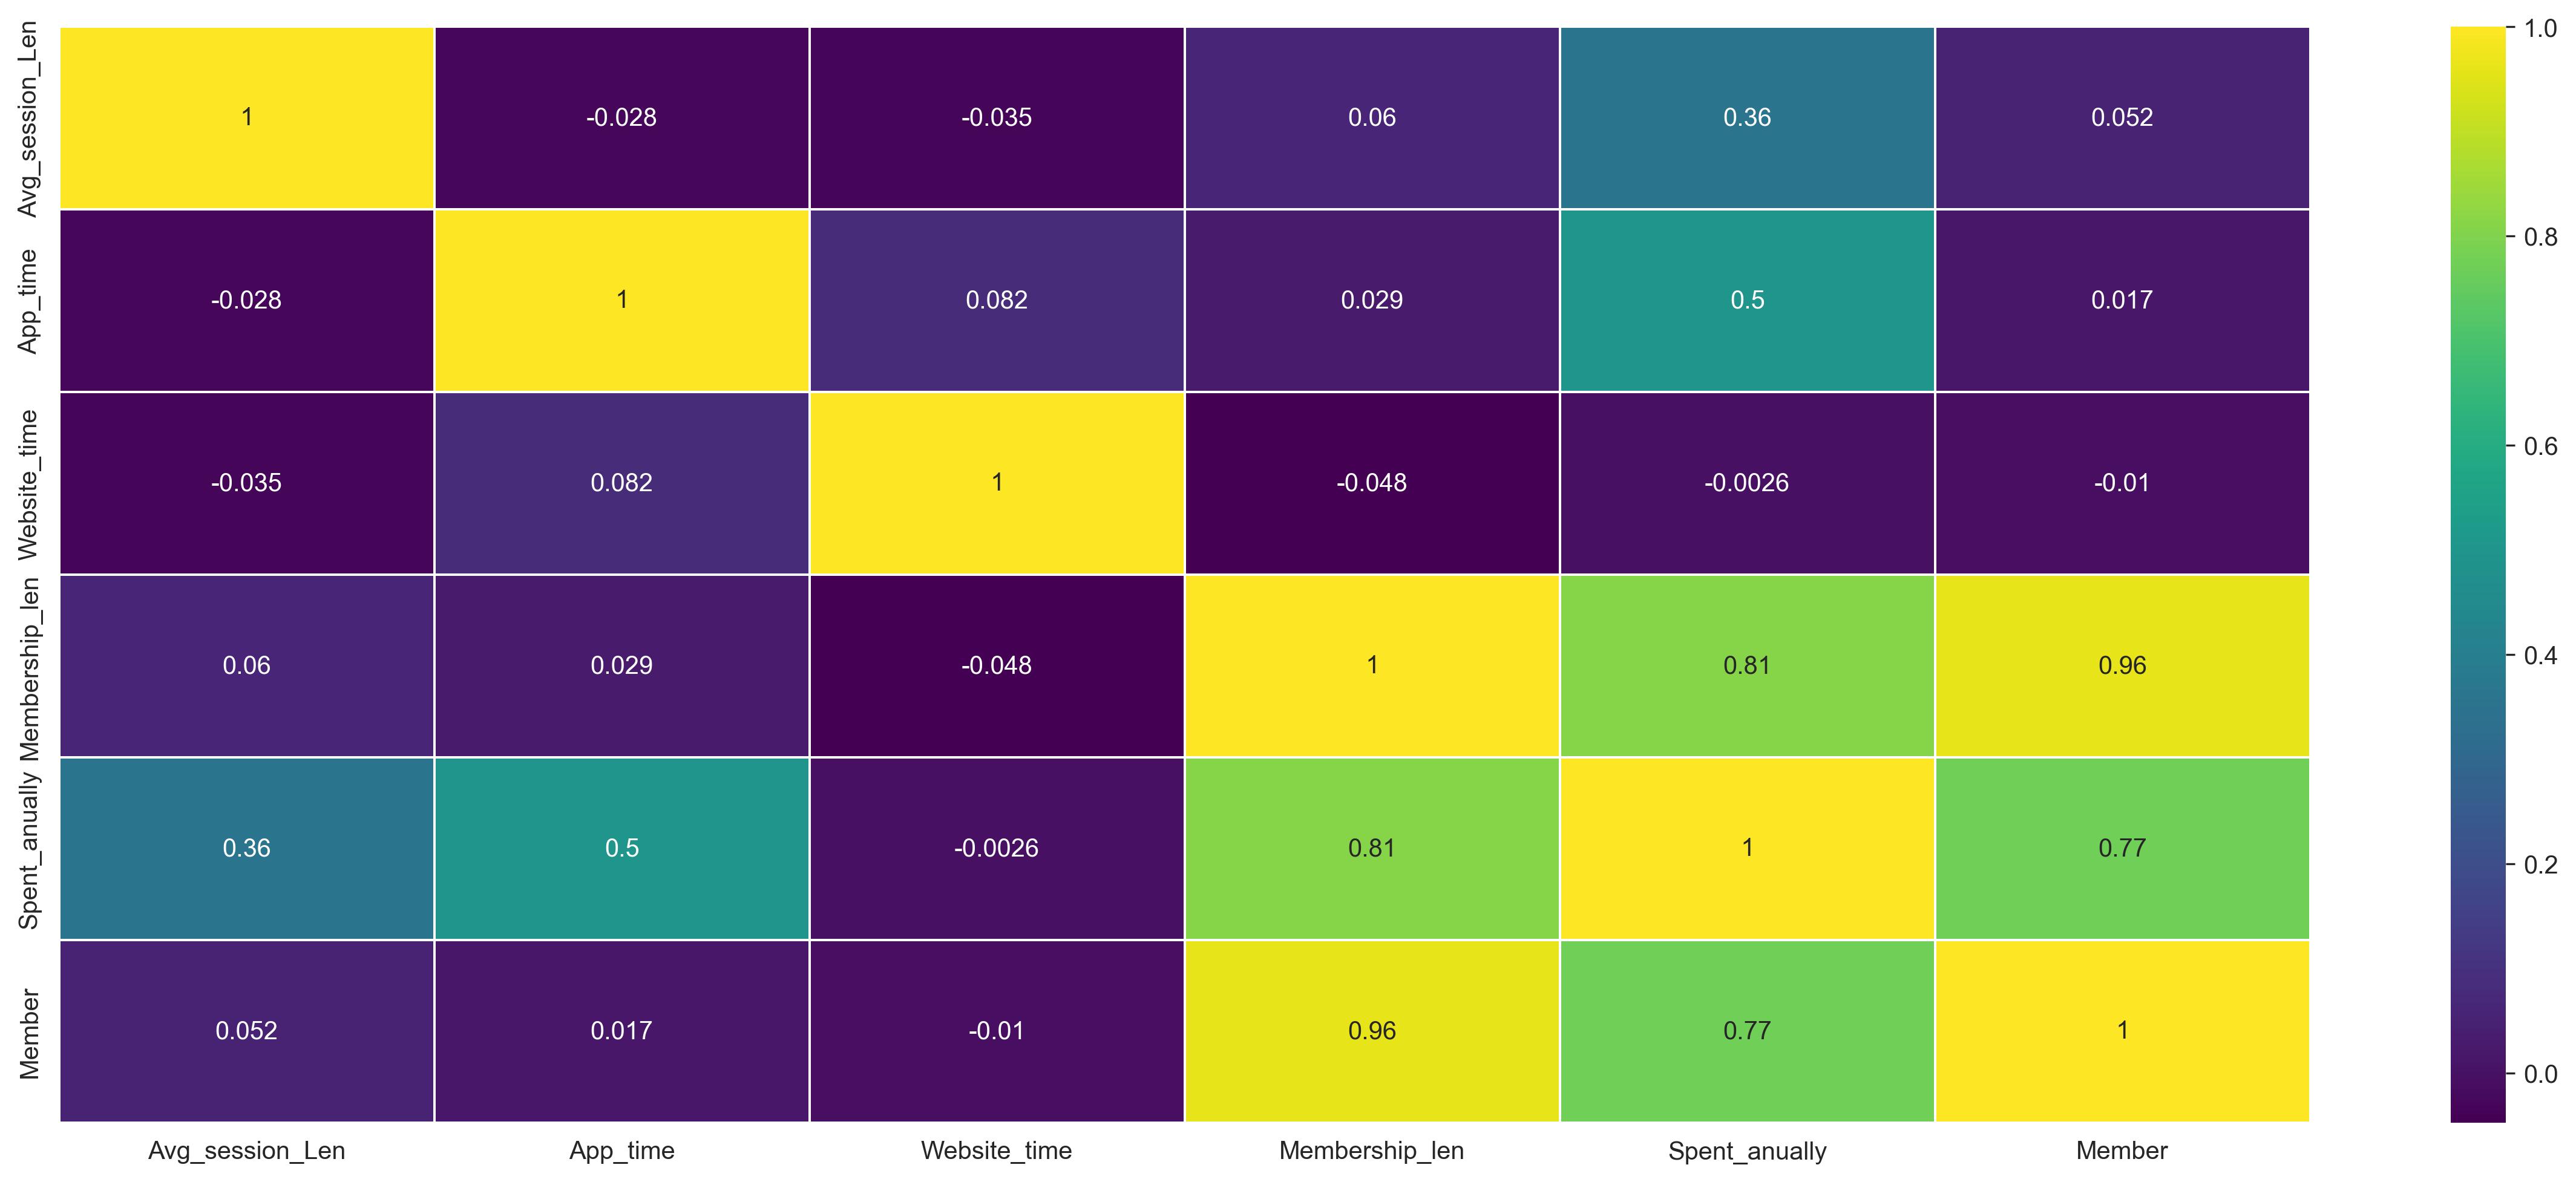 Avg_session_Len 1 -0.028 -0.035 0.06 0.36 0.052
App_time -0.028 1 0.082 0.029 0.5 0.017
Website_time -0.035 0.082 1 -0.048 -0.0026 -0.01
Membership_len 0.06 0.029 -0.048 1 0.81 0.96
Spent_anually 0.36 0.5 -0.0026 0.81 1 0.77
Member 0.052 0.017 -0.01 0.96 0.77 1
Avg_session_Len App_time Website_time Membership_len Spent_anually Member
1.0
0.8
0.6
0.4
0.2
0.0